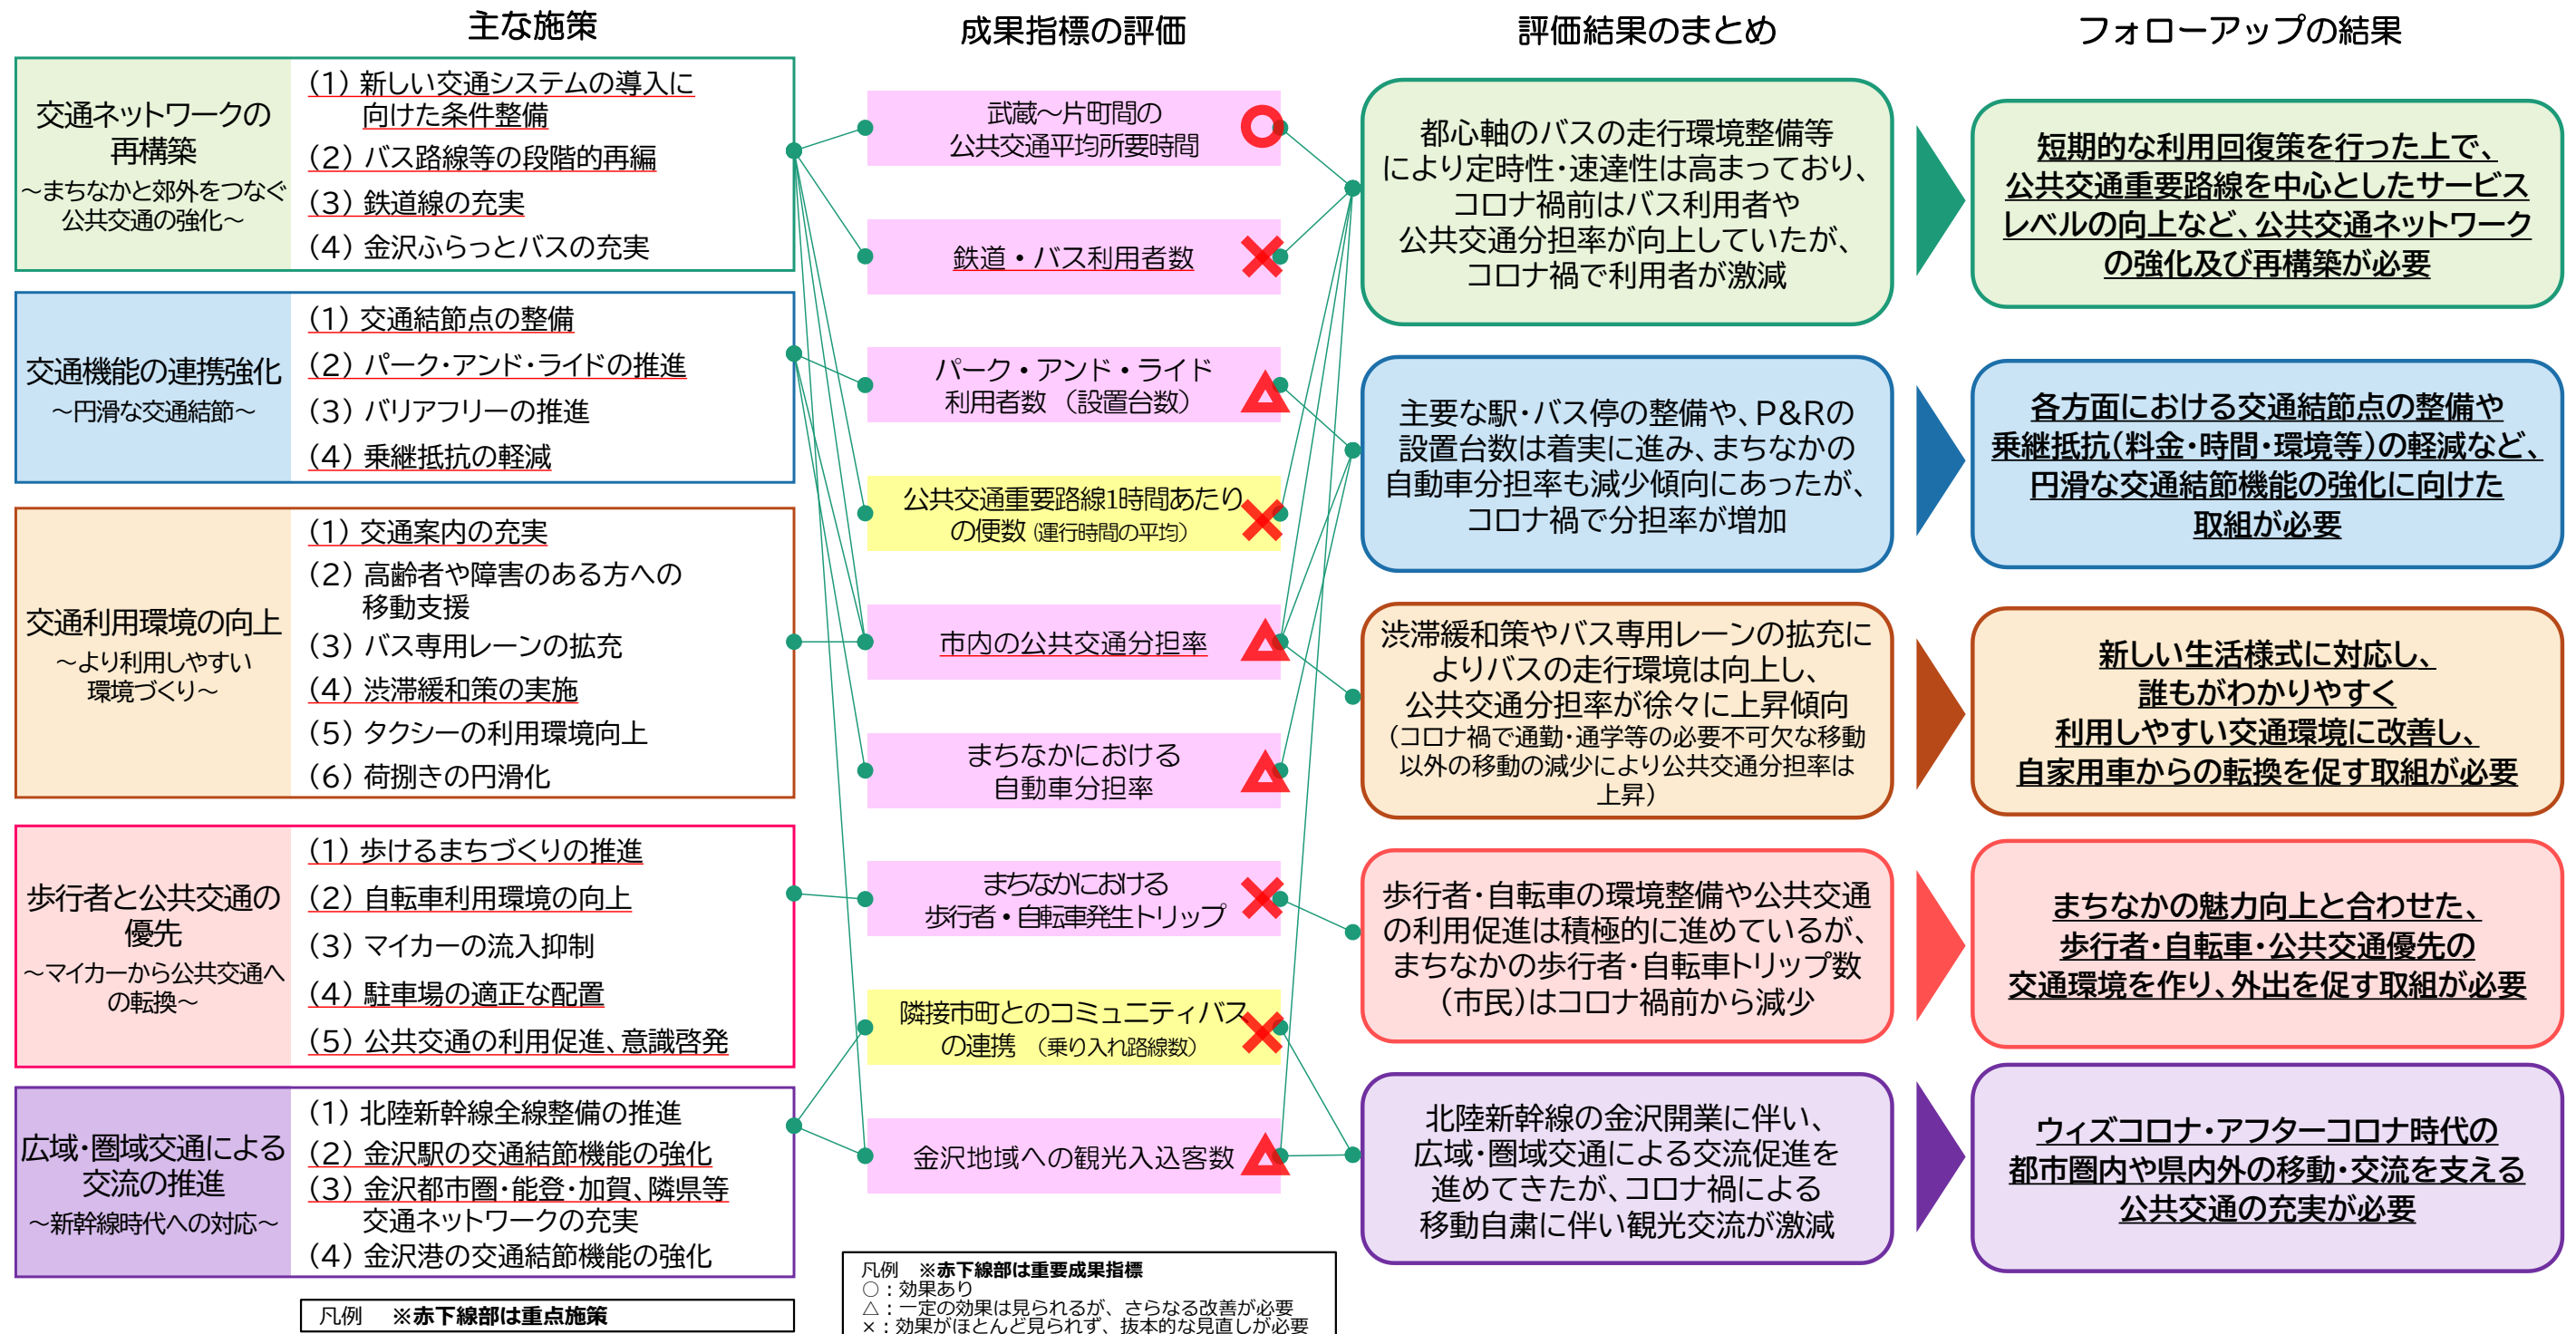 主な施策
交通ネットワークの
再構築
～まちなかと郊外をつなぐ
公共交通の強化～
(1) 新しい交通システムの導入に
向けた条件整備
(2) バス路線等の段階的再編
(3) 鉄道線の充実
(4) 金沢ふらっとバスの充実
交通機能の連携強化
～円滑な交通結節～
(1) 交通結節点の整備
(2) パーク・アンド・ライドの推進
(3) バリアフリーの推進
(4) 乗継抵抗の軽減
交通利用環境の向上
～より利用しやすい
環境づくり～
(1) 交通案内の充実
(2) 高齢者や障害のある方への
移動支援
(3) バス専用レーンの拡充
(4) 渋滞緩和策の実施
(5) タクシーの利用環境向上
(6) 荷捌きの円滑化
歩行者と公共交通の
優先
～マイカーから公共交通へ
の転換～
(1) 歩けるまちづくりの推進
(2) 自転車利用環境の向上
(3) マイカーの流入抑制
(4) 駐車場の適正な配置
(5) 公共交通の利用促進、意識啓発
広域・圏域交通による
交流の推進
～新幹線時代への対応～
(1) 北陸新幹線全線整備の推進
(2) 金沢駅の交通結節機能の強化
(3) 金沢都市圏・能登・加賀、隣県等
交通ネットワークの充実
(4) 金沢港の交通結節機能の強化
凡例　※赤下線部は重点施策
成果指標の評価
武蔵～片町間の
公共交通平均所要時間
○
鉄道・バス利用者数
×
パーク・アンド・ライド
利用者数（設置台数）
△
公共交通重要路線1時間あたり
の便数（運行時間の平均）
×
市内の公共交通分担率
△
まちなかにおける
自動車分担率
△
まちなかにおける
歩行者・自転車発生トリップ
×
隣接市町とのコミュニティバス
の連携　（乗り入れ路線数）
×
金沢地域への観光入込客数
△
凡例　※赤下線部は重要成果指標
○：効果あり
△：一定の効果は見られるが、さらなる改善が必要
×：効果がほとんど見られず、抜本的な見直しが必要
評価結果のまとめ
都心軸のバスの走行環境整備等
により定時性・速達性は高まっており、
コロナ禍前はバス利用者や
公共交通分担率が向上していたが、
コロナ禍で利用者が激減
主要な駅・バス停の整備や、P&Rの
設置台数は着実に進み、まちなかの
自動車分担率も減少傾向にあったが、
コロナ禍で分担率が増加
渋滞緩和策やバス専用レーンの拡充に
よりバスの走行環境は向上し、
公共交通分担率が徐々に上昇傾向
（コロナ禍で通勤・通学等の必要不可欠な移動
以外の移動の減少により公共交通分担率は
上昇）
歩行者・自転車の環境整備や公共交通
の利用促進は積極的に進めているが、
まちなかの歩行者・自転車トリップ数
（市民）はコロナ禍前から減少
北陸新幹線の金沢開業に伴い、
広域・圏域交通による交流促進を
進めてきたが、コロナ禍による
移動自粛に伴い観光交流が激減
フォローアップの結果
短期的な利用回復策を行った上で、
公共交通重要路線を中心としたサービス
レベルの向上など、公共交通ネットワーク
の強化及び再構築が必要
各方面における交通結節点の整備や
乗継抵抗（料金・時間・環境等）の軽減など、
円滑な交通結節機能の強化に向けた
取組が必要
新しい生活様式に対応し、
誰もがわかりやすく
利用しやすい交通環境に改善し、
自家用車からの転換を促す取組が必要
まちなかの魅力向上と合わせた、
歩行者・自転車・公共交通優先の
交通環境を作り、外出を促す取組が必要
ウィズコロナ・アフターコロナ時代の
都市圏内や県内外の移動・交流を支える
公共交通の充実が必要